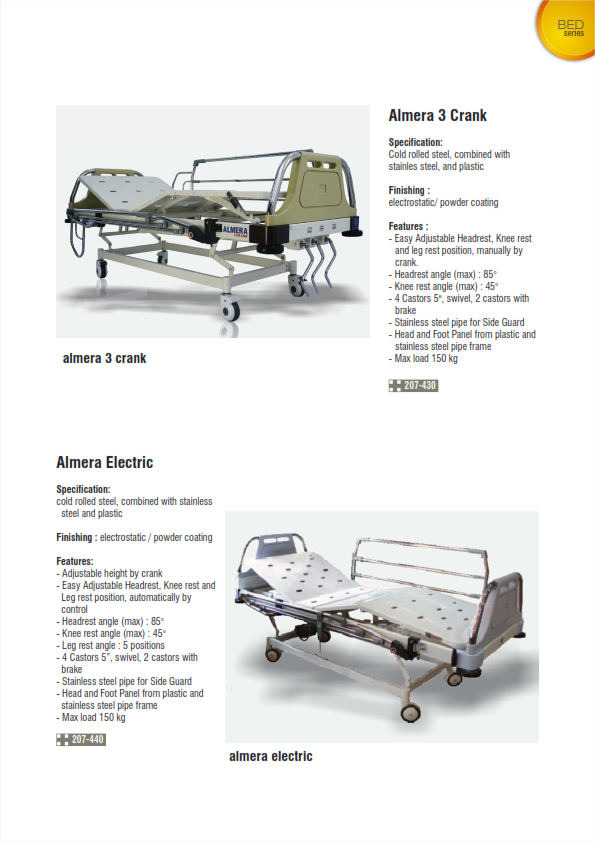 BED
series
Almera 3 Crank
Specification:
Cold rolled steel, combined with
stainles steel, and plastic
Finishing :
electrostatic/ powder coating
Features :
- Easy Adjustable Headrest, Knee rest
and leg rest position, manually by
crank.
- Headrest angle (max) : 85°
- Knee rest angle (max) : 45°
- 4 Castors 5", swivel, 2 castors with
brake
- Stainless steel pipe for Side Guard
- Head and Foot Panel from plastic and
stainless steel pipe frame
- Max load 150 kg
207-430
ALMERA
almera 3 crank
Almera Electric
Specification:
cold rolled steel, combined with stainless
steel and plastic
Finishing : electrostatic / powder coating
Features:
- Adjustable height by crank
- Easy Adjustable Headrest, Knee rest and
Leg rest position, automatically by
control
- Headrest angle (max) : 85°
- Knee rest angle (max) : 45°
- Leg rest angle : 5 positions
- 4 Castors 5”, swivel, 2 castors with
brake
- Stainless steel pipe for Side Guard
- Head and Foot Panel from plastic and
stainless steel pipe frame
- Max load 150 kg
207-440
almera electric